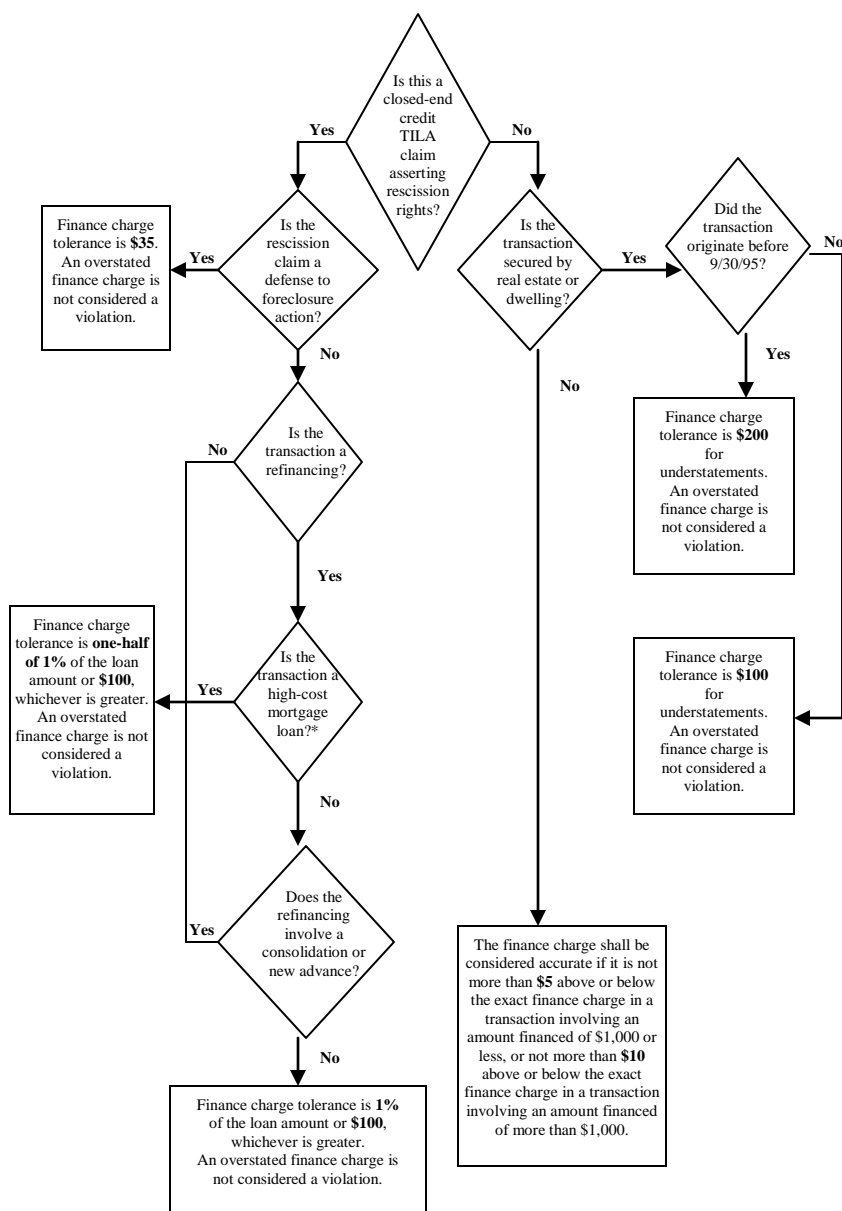 Is this a
closed-end
credit
TILA
claim
asserting
rescission
rights?
Yes
No
Finance charge
tolerance is $35.
An overstated
finance charge is
not considered a
violation.
Yes
Is the
rescission
claim a
defense to
foreclosure
action?
Is the
transaction
secured by
real estate or
dwelling?
Yes
Did the
transaction
originate before
9/30/95?
No
No
No
Yes
Finance charge
tolerance is $200
for
understatements.
An overstated
finance charge is
not considered a
violation.
No
Is the
transaction a
refinancing?
Yes
Finance charge
tolerance is one-half
of 1% of the loan
amount or $100,
whichever is greater.
An overstated
finance charge is not
considered a
violation.
Yes
Is the
transaction a
high-cost
mortgage
loan?*
Finance charge
tolerance is $100
for
understatements.
An overstated
finance charge is
not considered a
violation.
No
Yes
Does the
refinancing
involve a
consolidation or
new advance?
The finance charge shall be
considered accurate if it is not
more than $5 above or below
the exact finance charge in a
transaction involving an
amount financed of $1,000 or
less, or not more than $10
above or below the exact
finance charge in a transaction
involving an amount financed
of more than $1,000.
No
Finance charge tolerance is 1%
of the loan amount or $100,
whichever is greater.
An overstated finance charge is
not considered a violation.